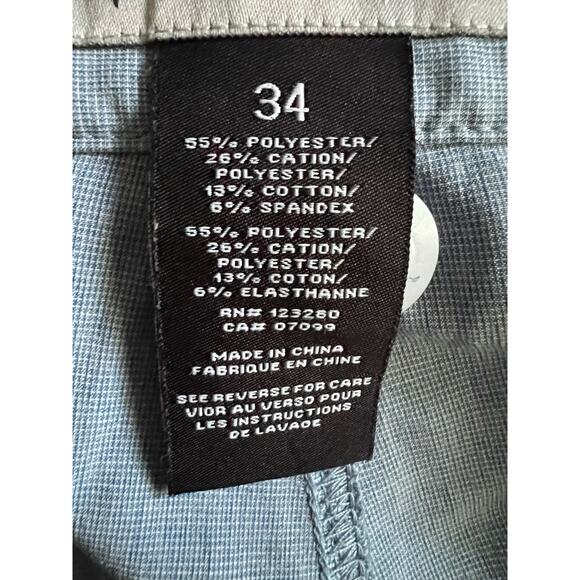 34
55% POLYESTER/
26% CATION/
POLYESTER/
13% COTTON/
6% SPANDEX
55% POLYESTER/
26% CATION/
POLYESTER/
13% COTON/
6% ELASTHANNE
RN# 123280
CA# 07099
MADE IN CHINA
FABRIQUE EN CHINE
SEE REVERSE FOR CARE
VIOR AU VERSO POUR
LES INSTRUCTIONS
DE LAVAGE